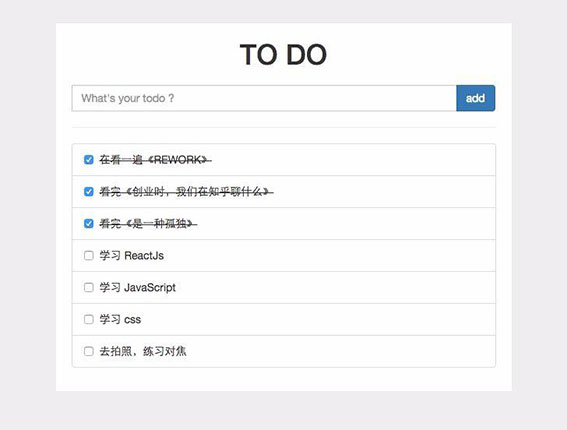 TO DO
What's your todo ?
add
在看一遍《REWORK》
看完《创业时，我们在知乎聊什么》
看完《是一种孤独》
学习 ReactJs
学习 JavaScript
学习 css
去拍照，练习对焦